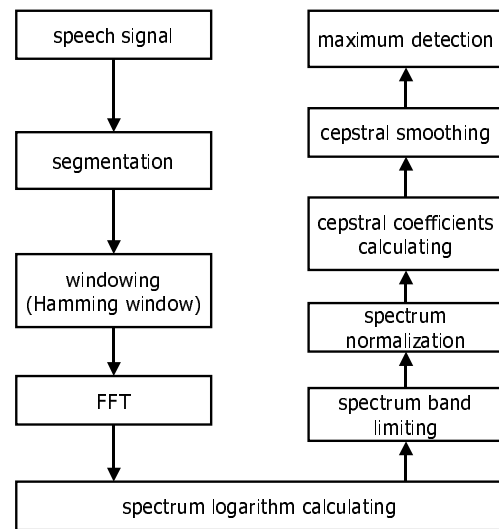 speech signal
segmentation
windowing
(Hamming window)
FFT
spectrum logarithm calculating
spectrum band
limiting
spectrum
normalization
cepstral coefficients
calculating
cepstral smoothing
maximum detection